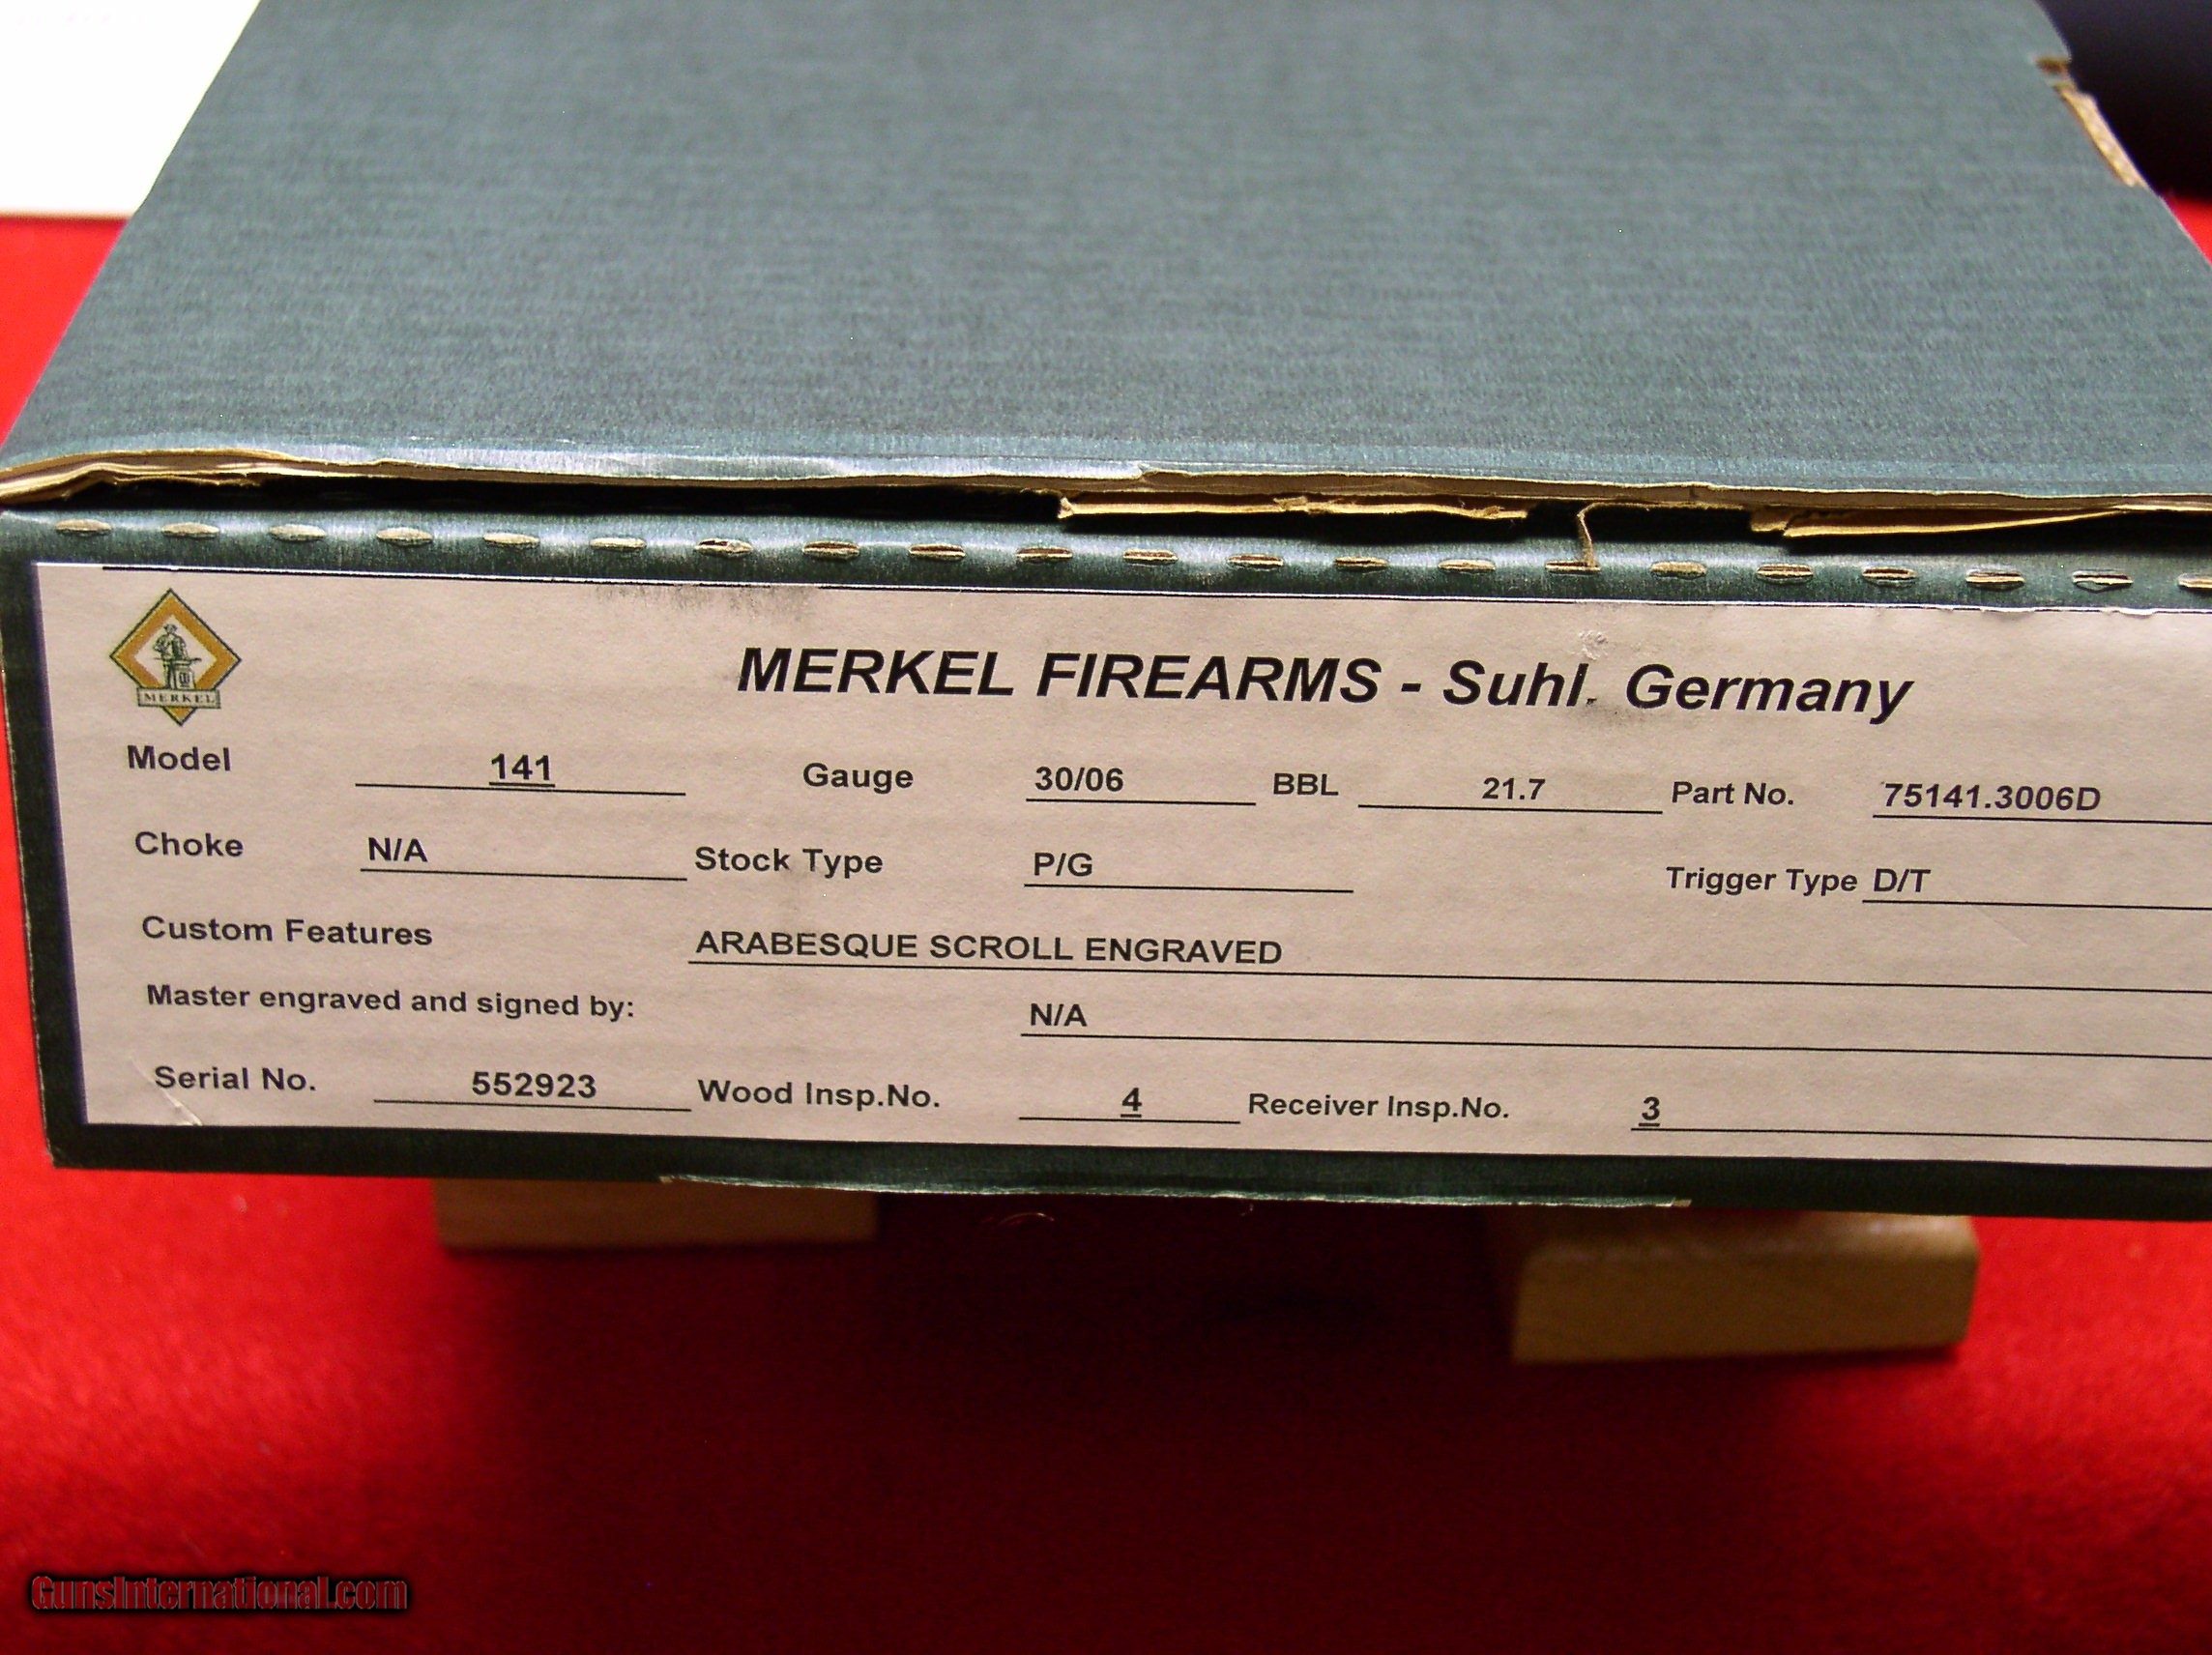 MERKEL
MERKEL FIREARMS - Suhl. Germany
Model 141 Gauge 30/06 BBL 21.7 Part No. 75141.3006D
Choke N/A Stock Type P/G Trigger Type D/T
Custom Features ARABESQUE SCROLL ENGRAVED
Master engraved and signed by: N/A
Serial No. 552923 Wood Insp.No. 4 Receiver Insp.No. 3
GunsInternational.com